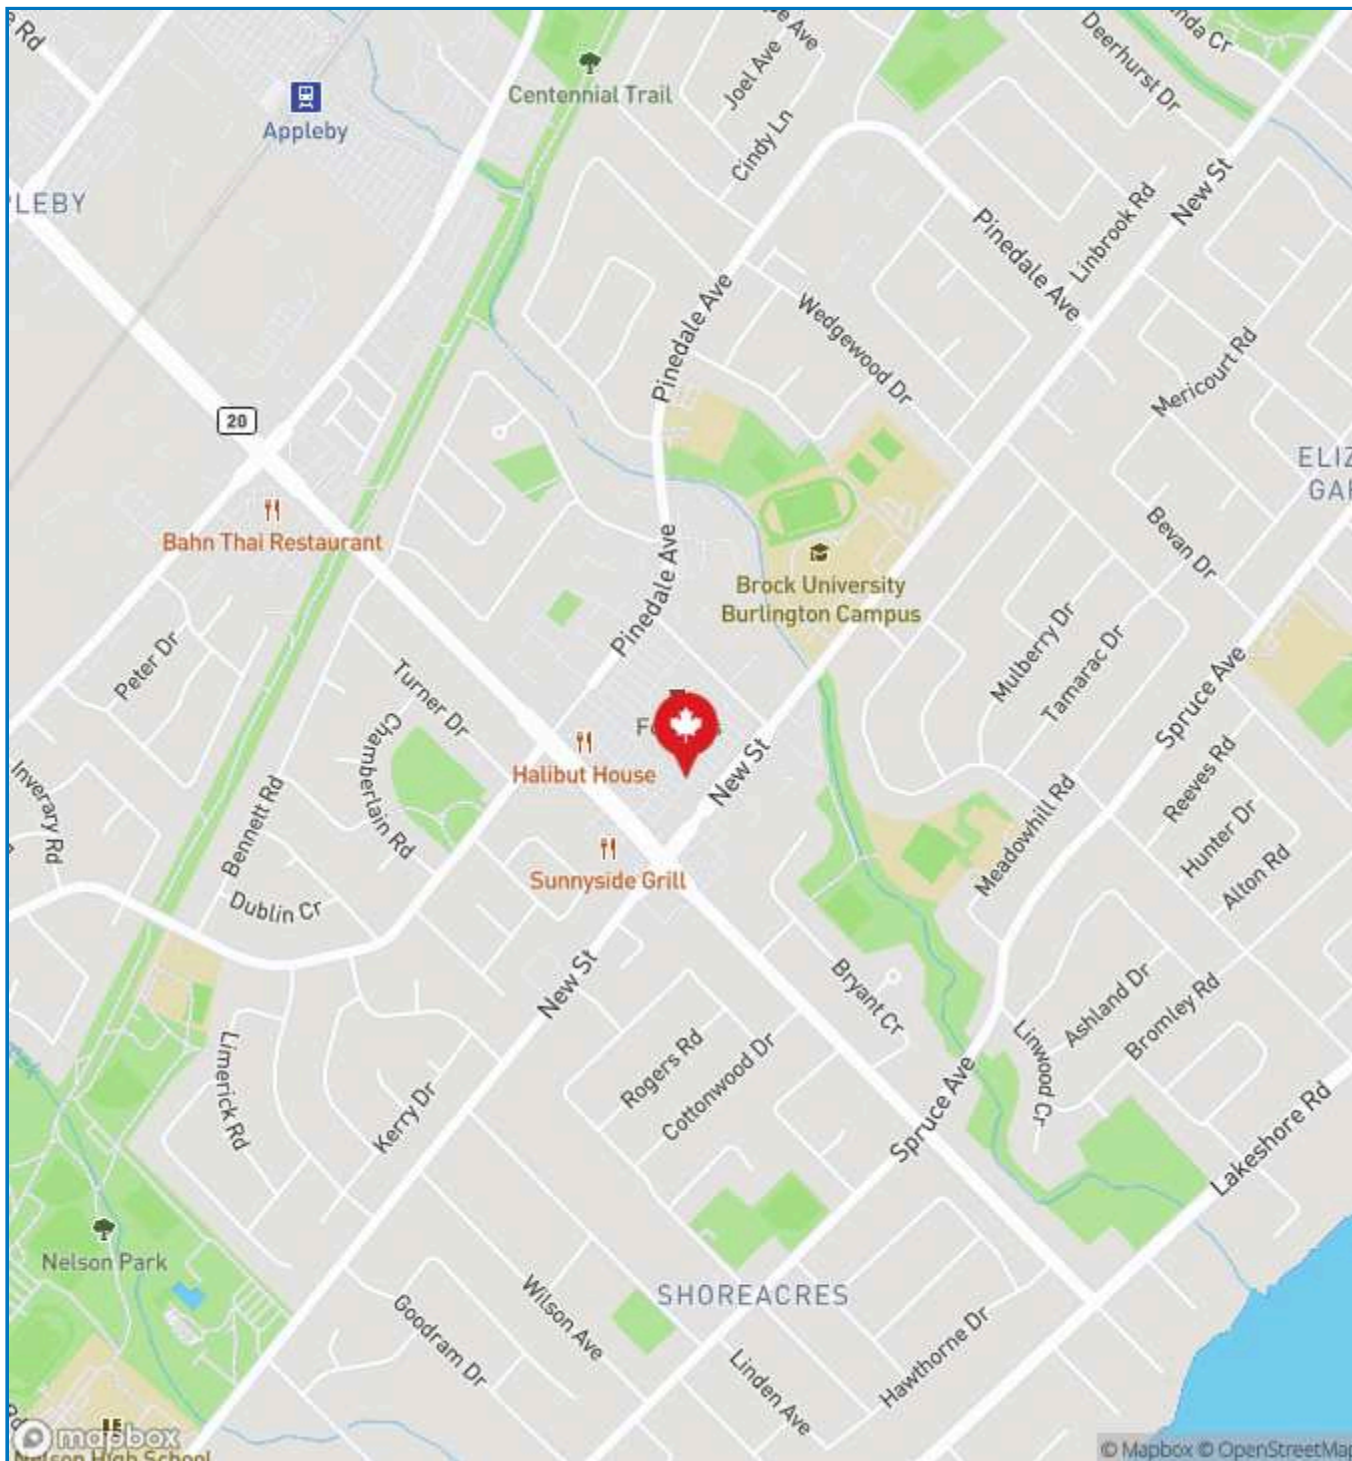 Rd
Joel Ave
Cindy Ln
Deerhurst Dr
Centennial Trail
Appleby
Pinedale Ave
Linbrook Rd
New St
Pinedale Ave
Wedgewood Dr
Mericourt Rd
20
Bahn Thai Restaurant
Pinedale Ave
Brock University
Burlington Campus
Bevan Dr
Peter Dr
Turner Dr
Chamberlain Rd
Mulberry Dr
Tamarac Dr
Spruce Ave
Halibut House
New St
Inverary Rd
Bennett Rd
Meadowhill Rd
Reeves Rd
Hunter Dr
Alton Rd
Sunnyside Grill
Dublin Cr
New St
Bryant Cr
Ashland Dr
Bromley Rd
Linwood Cr
Limerick Rd
Kerry Dr
Rogers Rd
Cottonwood Dr
Spruce Ave
Lakeshore Rd
Nelson Park
SHOREACRES
Goodram Dr
Wilson Ave
Linden Ave
Hawthorne Dr
mapbox
Nelson High School
© Mapbox © OpenStreetMap